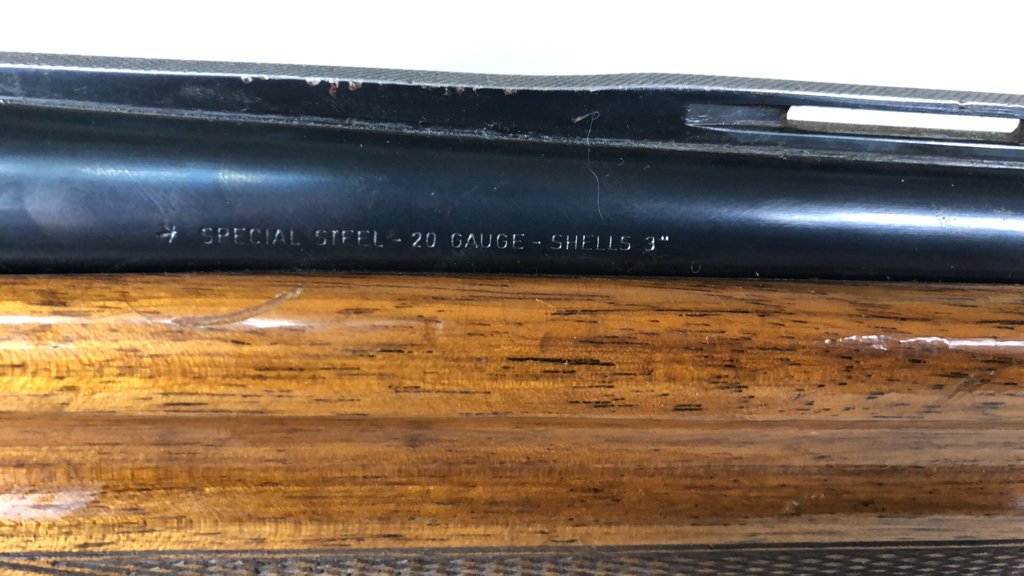 SPECIAL STEEL - 20 GAUGE - SHELLS 3"